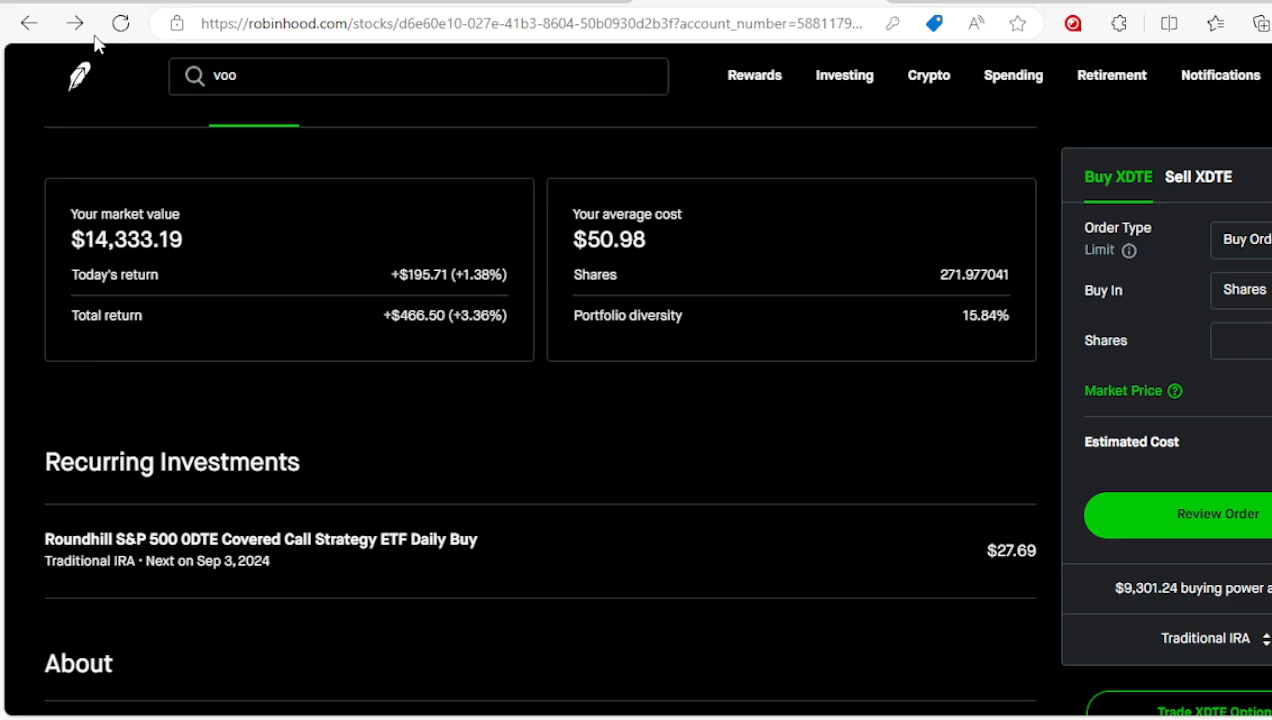 https://robinhood.com/stocks/d6e60e10-027e-41b3-8604-50b0930d2b3f?account_number=5881179...
voo
Rewards
Investing
Crypto
Spending
Retirement
Notifications
Your market value
$14,333.19
Today's return
+$195.71 (+1.38%)
Total return
+$466.50 (+3.36%)
Your average cost
$50.98
Shares
271.977041
Portfolio diversity
15.84%
Buy XDTE Sell XDTE
Order Type
Limit
Buy Ord
Buy In
Shares
Shares
Market Price
Estimated Cost
Review Order
$9,301.24 buying power a
Traditional IRA
Trade XDTE Option
Recurring Investments
Roundhill S&P 500 0DTE Covered Call Strategy ETF Daily Buy
Traditional IRA · Next on Sep 3, 2024
$27.69
About